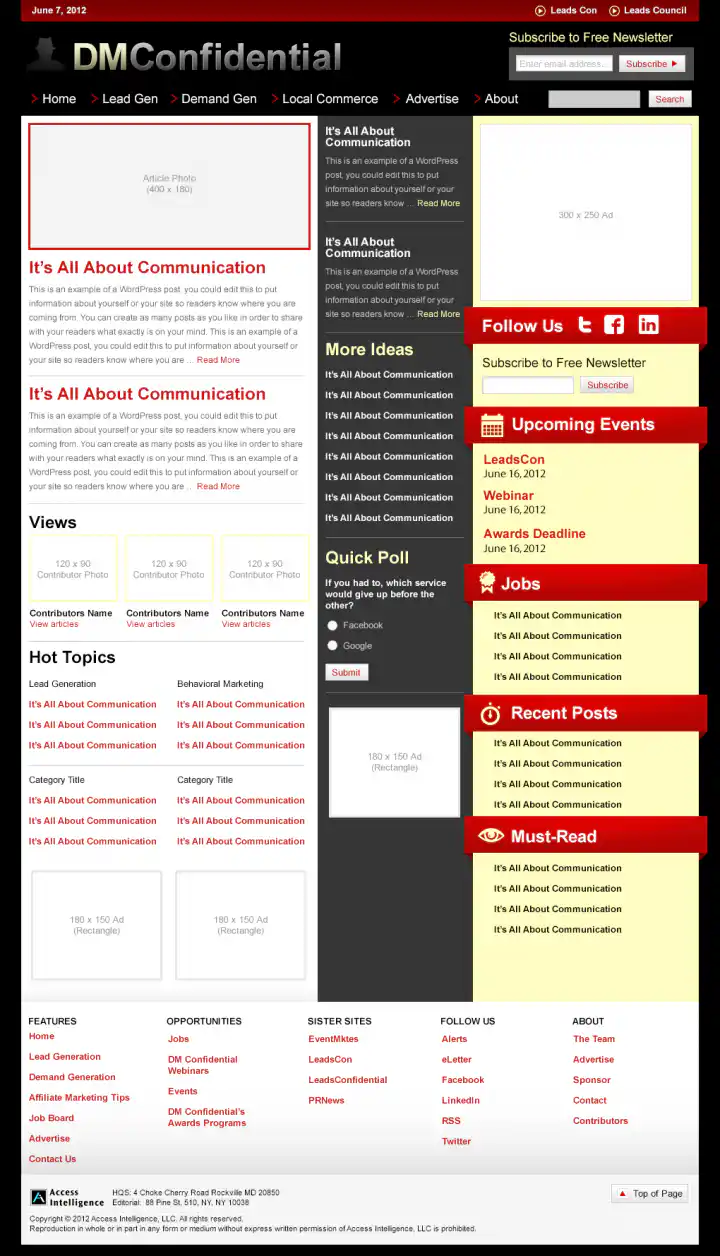 June 7, 2012
Leads Con
Leads Council
DMConfidential
Subscribe to Free Newsletter
Enter email address..
Subscribe
Home
Lead Gen
Demand Gen
Local Commerce
Advertise
About
Search
Article Photo
(400 x 180)
It's All About Communication
This is an example of a WordPress post, you could edit this to put
information about yourself or your site so readers know where you are
coming from. You can create as many posts as you like in order to share
with your readers what exactly is on your mind. This is an example of a
WordPress post, you could edit this to put information about yourself or
your site so readers know where you are ... Read More
It's All About Communication
This is an example of a WordPress post, you could edit this to put
information about yourself or your site so readers know where you are
coming from. You can create as many posts as you like in order to share
with your readers what exactly is on your mind. This is an example of a
WordPress post, you could edit this to put information about yourself or
your site so readers know where you are .. Read More
Views
120 x 90
Contributor Photo
120 x 90
Contributor Photo
120 x 90
Contributor Photo
Contributors Name
View articles
Contributors Name
View articles
Contributors Name
View articles
Hot Topics
Lead Generation
It's All About Communication
It's All About Communication
It's All About Communication
Behavioral Marketing
It's All About Communication
It's All About Communication
It's All About Communication
Category Title
It's All About Communication
It's All About Communication
It's All About Communication
Category Title
It's All About Communication
It's All About Communication
It's All About Communication
180 x 150 Ad
(Rectangle)
180 x 150 Ad
(Rectangle)
It's All About
Communication
This is an example of a WordPress
post, you could edit this to put
information about yourself or your
site so readers know ... Read More
It's All About
Communication
This is an example of a WordPress
post, you could edit this to put
information about yourself or your
site so readers know ... Read More
More Ideas
It's All About Communication
It's All About Communication
It's All About Communication
It's All About Communication
It's All About Communication
It's All About Communication
It's All About Communication
It's All About Communication
Quick Poll
If you had to, which service
would give up before the
other?
Facebook
Google
Submit
180 x 150 Ad
(Rectangle)
300 x 250 Ad
Follow Us
Subscribe to Free Newsletter
Subscribe
Upcoming Events
LeadsCon
June 16, 2012
Webinar
June 16, 2012
Awards Deadline
June 16, 2012
Jobs
It's All About Communication
It's All About Communication
It's All About Communication
It's All About Communication
Recent Posts
It's All About Communication
It's All About Communication
It's All About Communication
It's All About Communication
Must-Read
It's All About Communication
It's All About Communication
It's All About Communication
It's All About Communication
FEATURES
Home
Lead Generation
Demand Generation
Affiliate Marketing Tips
Job Board
Advertise
Contact Us
OPPORTUNITIES
Jobs
DM Confidential
Webinars
Events
DM Confidential's
Awards Programs
SISTER SITES
EventMktes
LeadsCon
LeadsConfidential
PRNews
FOLLOW US
Alerts
eLetter
Facebook
LinkedIn
RSS
Twitter
ABOUT
The Team
Advertise
Sponsor
Contact
Contributors
Access
Intelligence
HQS: 4 Choke Cherry Road Rockville MD 20850
Editorial: 88 Pine St, 510, NY, NY 10038
Top of Page
Copyright © 2012 Access Intelligence, LLC. All rights reserved.
Reproduction in whole or in part in any form or medium without express written permission of Access Intelligence, LLC is prohibited.